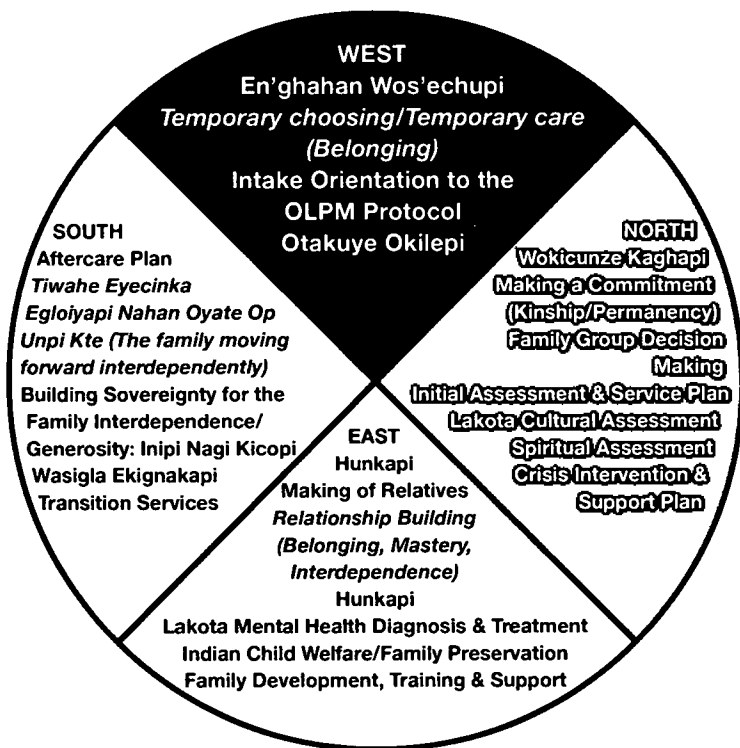 WEST
En'ghahan Wos'echupi
Temporary choosing/Temporary care
(Belonging)
Intake Orientation to the
OLPM Protocol
Otakuye Okilepi
SOUTH
Aftercare Plan
Tiwahe Eyecinka
Egloiyapi Nahan Oyate Op
Unpi Kte (The family moving
forward interdependently)
Building Sovereignty for the
Family Interdependence/
Generosity: Inipi Nagi Kicopi
Wasigla Ekignakapi
Transition Services
NORTH
Wokicunze Kaghapi
Making a Commitment
(Kinship/Permanency)
Family Group Decision
Making
Initial Assessment & Service Plan
Lakota Cultural Assessment
Spiritual Assessment
Crisis Intervention &
Support Plan
EAST
Hunkapi
Making of Relatives
Relationship Building
(Belonging, Mastery,
Interdependence)
Hunkapi
Lakota Mental Health Diagnosis & Treatment
Indian Child Welfare/Family Preservation
Family Development, Training & Support